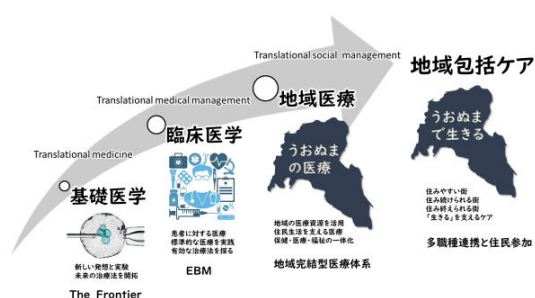 Translational social management
地域包括ケア
Translational medical management
地域医療
うおぬま
で生きる
臨床医学
Translational medicine
うおぬま
の医療
基礎医学
住みやすい街
住み続けられる街
住み終えられる街
「生きる」を支えるケア
地域の医療資源を活用
住民生活を支える医療
保健・医療・福祉の一体化
患者に対する医療
標準的な医療を実践
有効な治療法を探る
多職種連携と住民参加
新しい発想と実験
未来の治療法を開拓
EBM
地域完結型医療体系
The Frontier